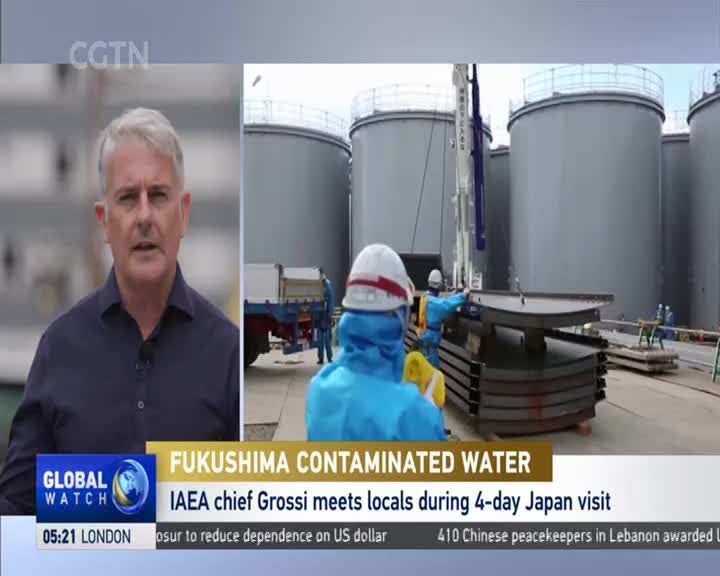 CGTN
FUKUSHIMA CONTAMINATED WATER
GLOBAL
WATCH
IAEA chief Grossi meets locals during 4-day Japan visit
05:21 LONDON
osur to reduce dependence on US dollar 410 Chinese peacekeepers in Lebanon awarded